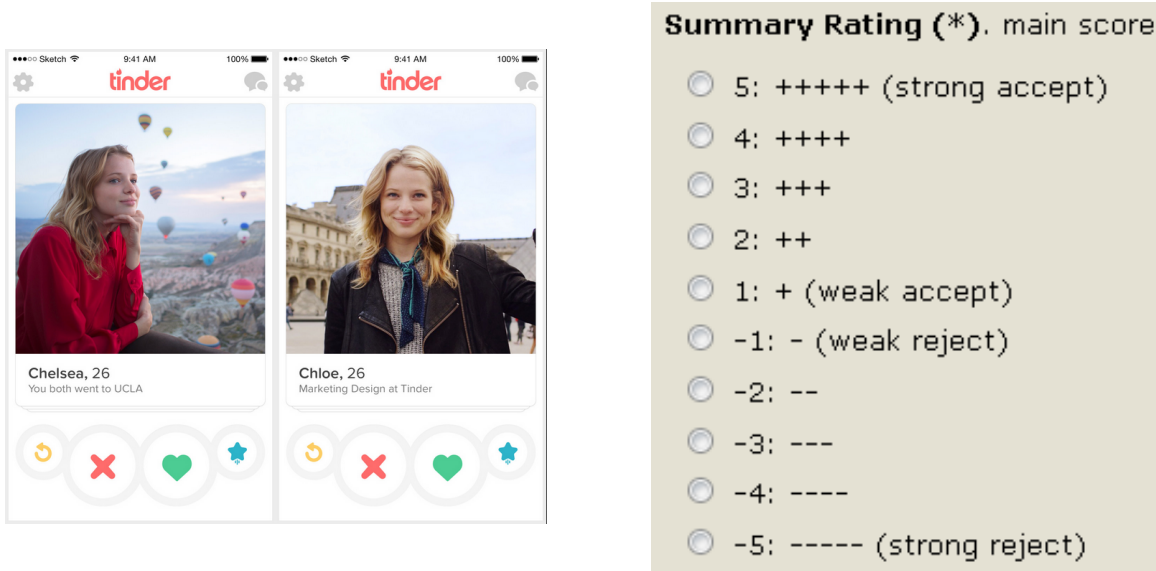 ●●●○○ Sketch 9:41 AM 100%
tinder
Chelsea, 26
You both went to UCLA
●●●○○ Sketch 9:41 AM 100%
tinder
Chloe, 26
Marketing Design at Tinder
Summary Rating (*). main score
5: +++++ (strong accept)
4: ++++
3: +++
2: ++
1: + (weak accept)
-1: - (weak reject)
-2: --
-3: ---
-4: ----
-5: ----- (strong reject)